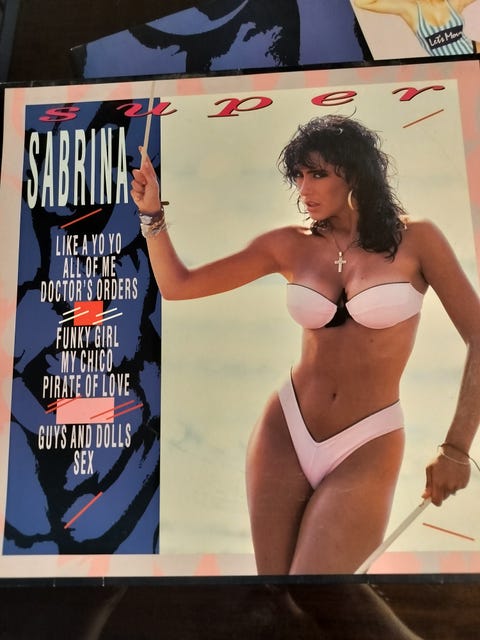 Let's Mov
super
SABRINA
LIKE A YO YO
ALL OF ME
DOCTOR'S ORDERS
FUNKY GIRL
MY CHICO
PIRATE OF LOVE
GUYS AND DOLLS
SEX